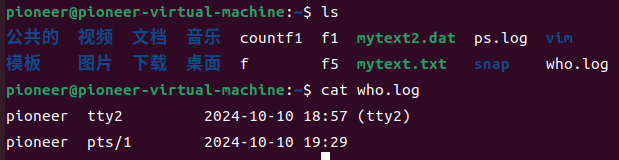 pioneer@pioneer-virtual-machine:~$ ls
公共的 视频 文档 音乐 countf1 f1 mytext2.dat ps.log vim
模板 图片 下载 桌面 f f5 mytext.txt snap who.log
pioneer@pioneer-virtual-machine:~$ cat who.log
pioneer tty2 2024-10-10 18:57 (tty2)
pioneer pts/1 2024-10-10 19:29